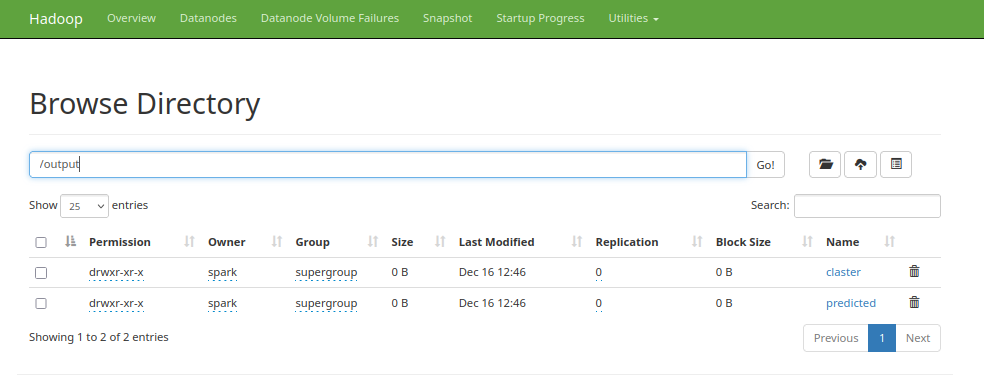 Hadoop Overview Datanodes Datanode Volume Failures Snapshot Startup Progress Utilities
Browse Directory
/output Go!
Show 25 entries Search:
Permission Owner Group Size Last Modified Replication Block Size Name
drwxr-xr-x spark supergroup 0 B Dec 16 12:46 0 0 B claster
drwxr-xr-x spark supergroup 0 B Dec 16 12:46 0 0 B predicted
Showing 1 to 2 of 2 entries Previous 1 Next